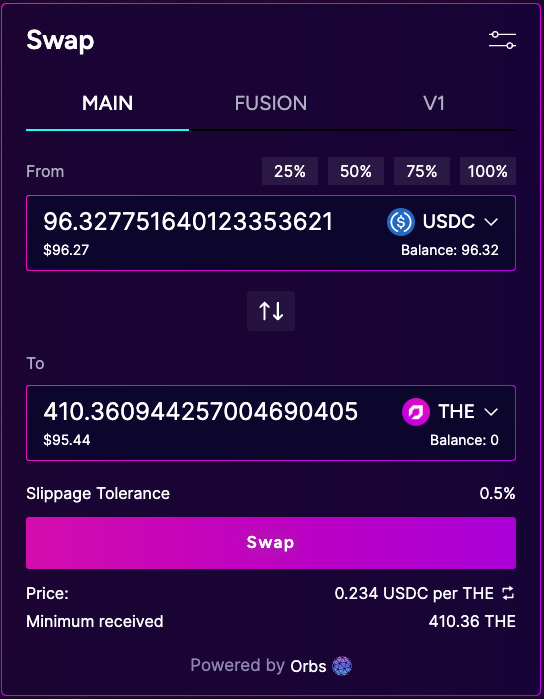 Swap
MAIN FUSION V1
From 25% 50% 75% 100%
96.327751640123353621 USDC
$96.27 Balance: 96.32
To
410.360944257004690405 THE
$95.44 Balance: 0
Slippage Tolerance 0.5%
Swap
Price: 0.234 USDC per THE
Minimum received 410.36 THE
Powered by Orbs